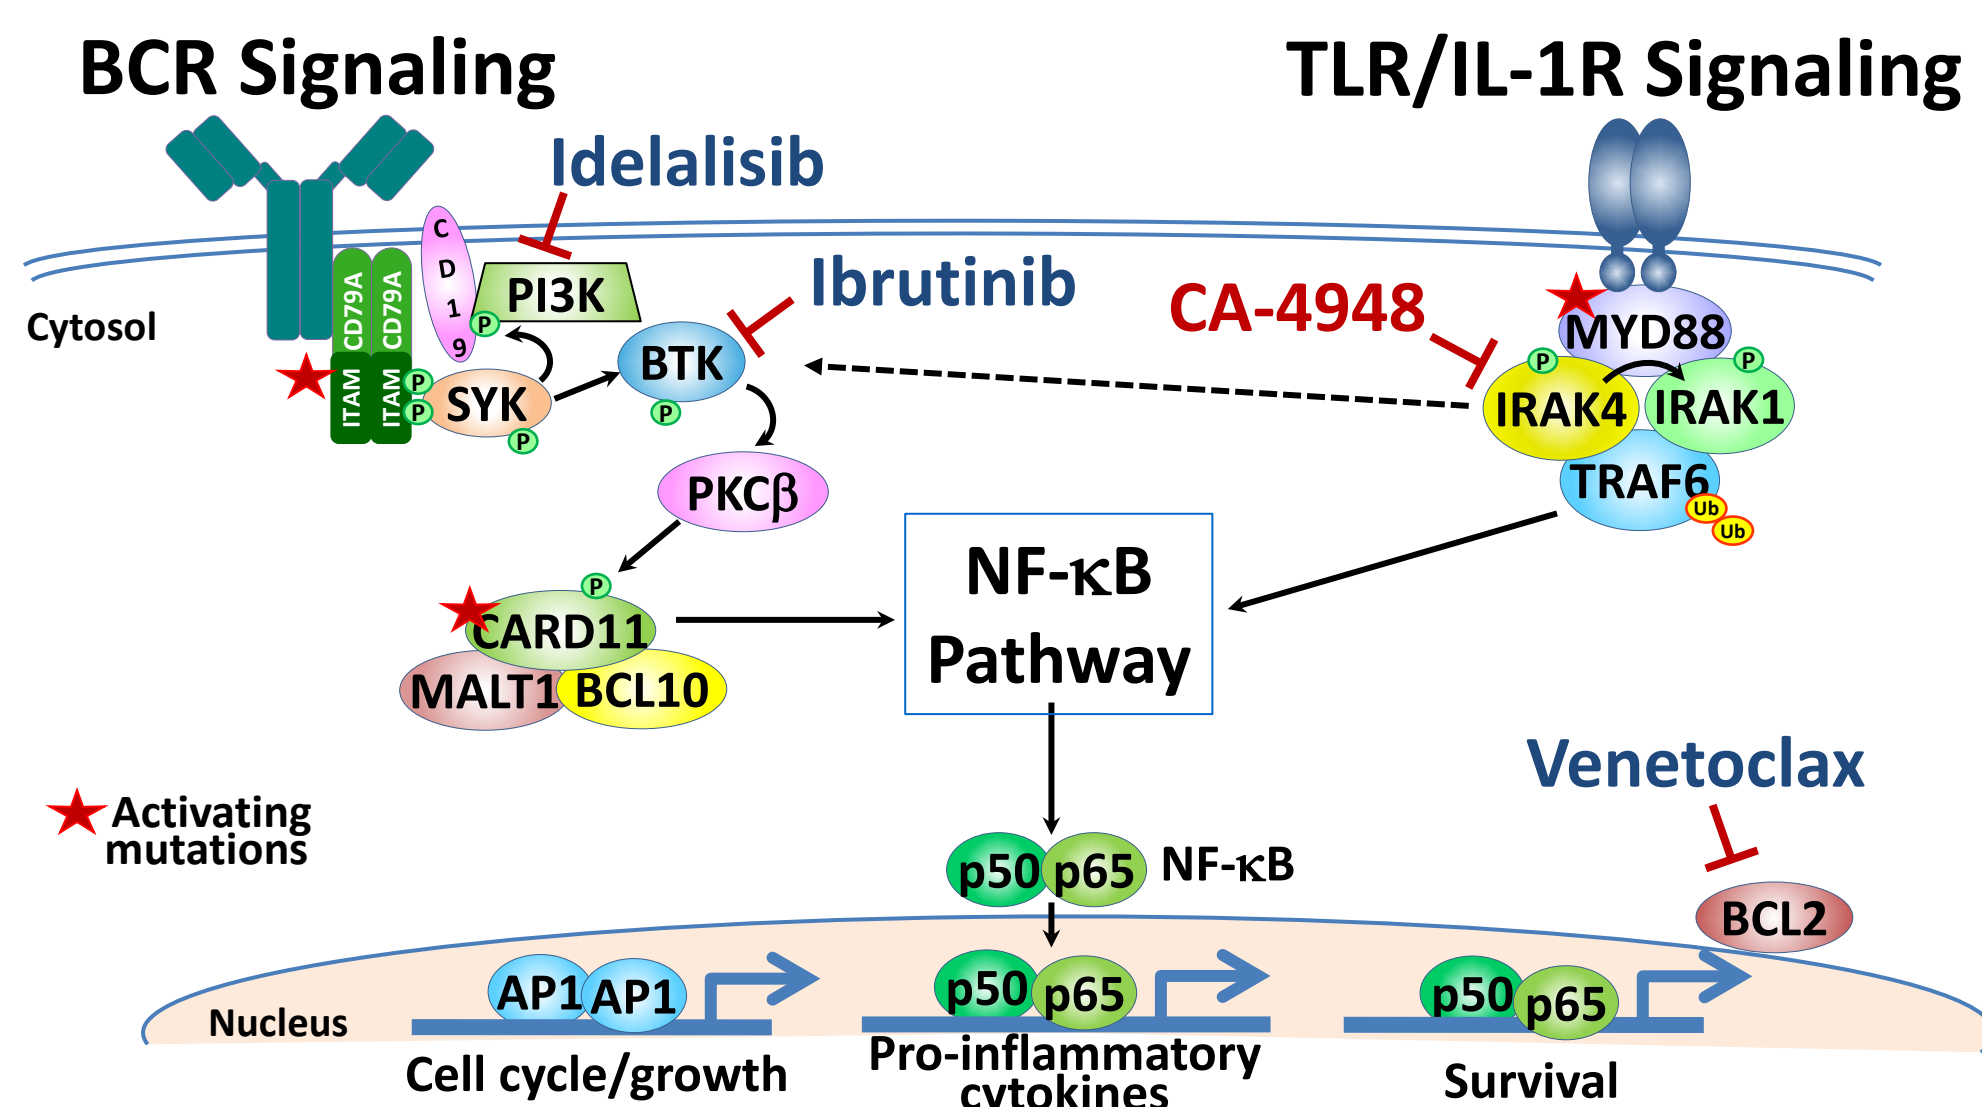 BCR Signaling
TLR/IL-1R Signaling
Idelalisib
C
D
1
9
PI3K
P
Cytosol
CD79A
CD79A
ITAM
ITAM
P
P
SYK
P
Ibrutinib
BTK
P
CA-4948
MYD88
P
P
IRAK4
IRAK1
TRAF6
Ub
Ub
PKCβ
P
CARD11
MALT1
BCL10
NF-κB
Pathway
Activating
mutations
Venetoclax
BCL2
p50
p65
NF-κB
Nucleus
AP1
AP1
p50
p65
p50
p65
Cell cycle/growth
Pro-inflammatory
cytokines
Survival